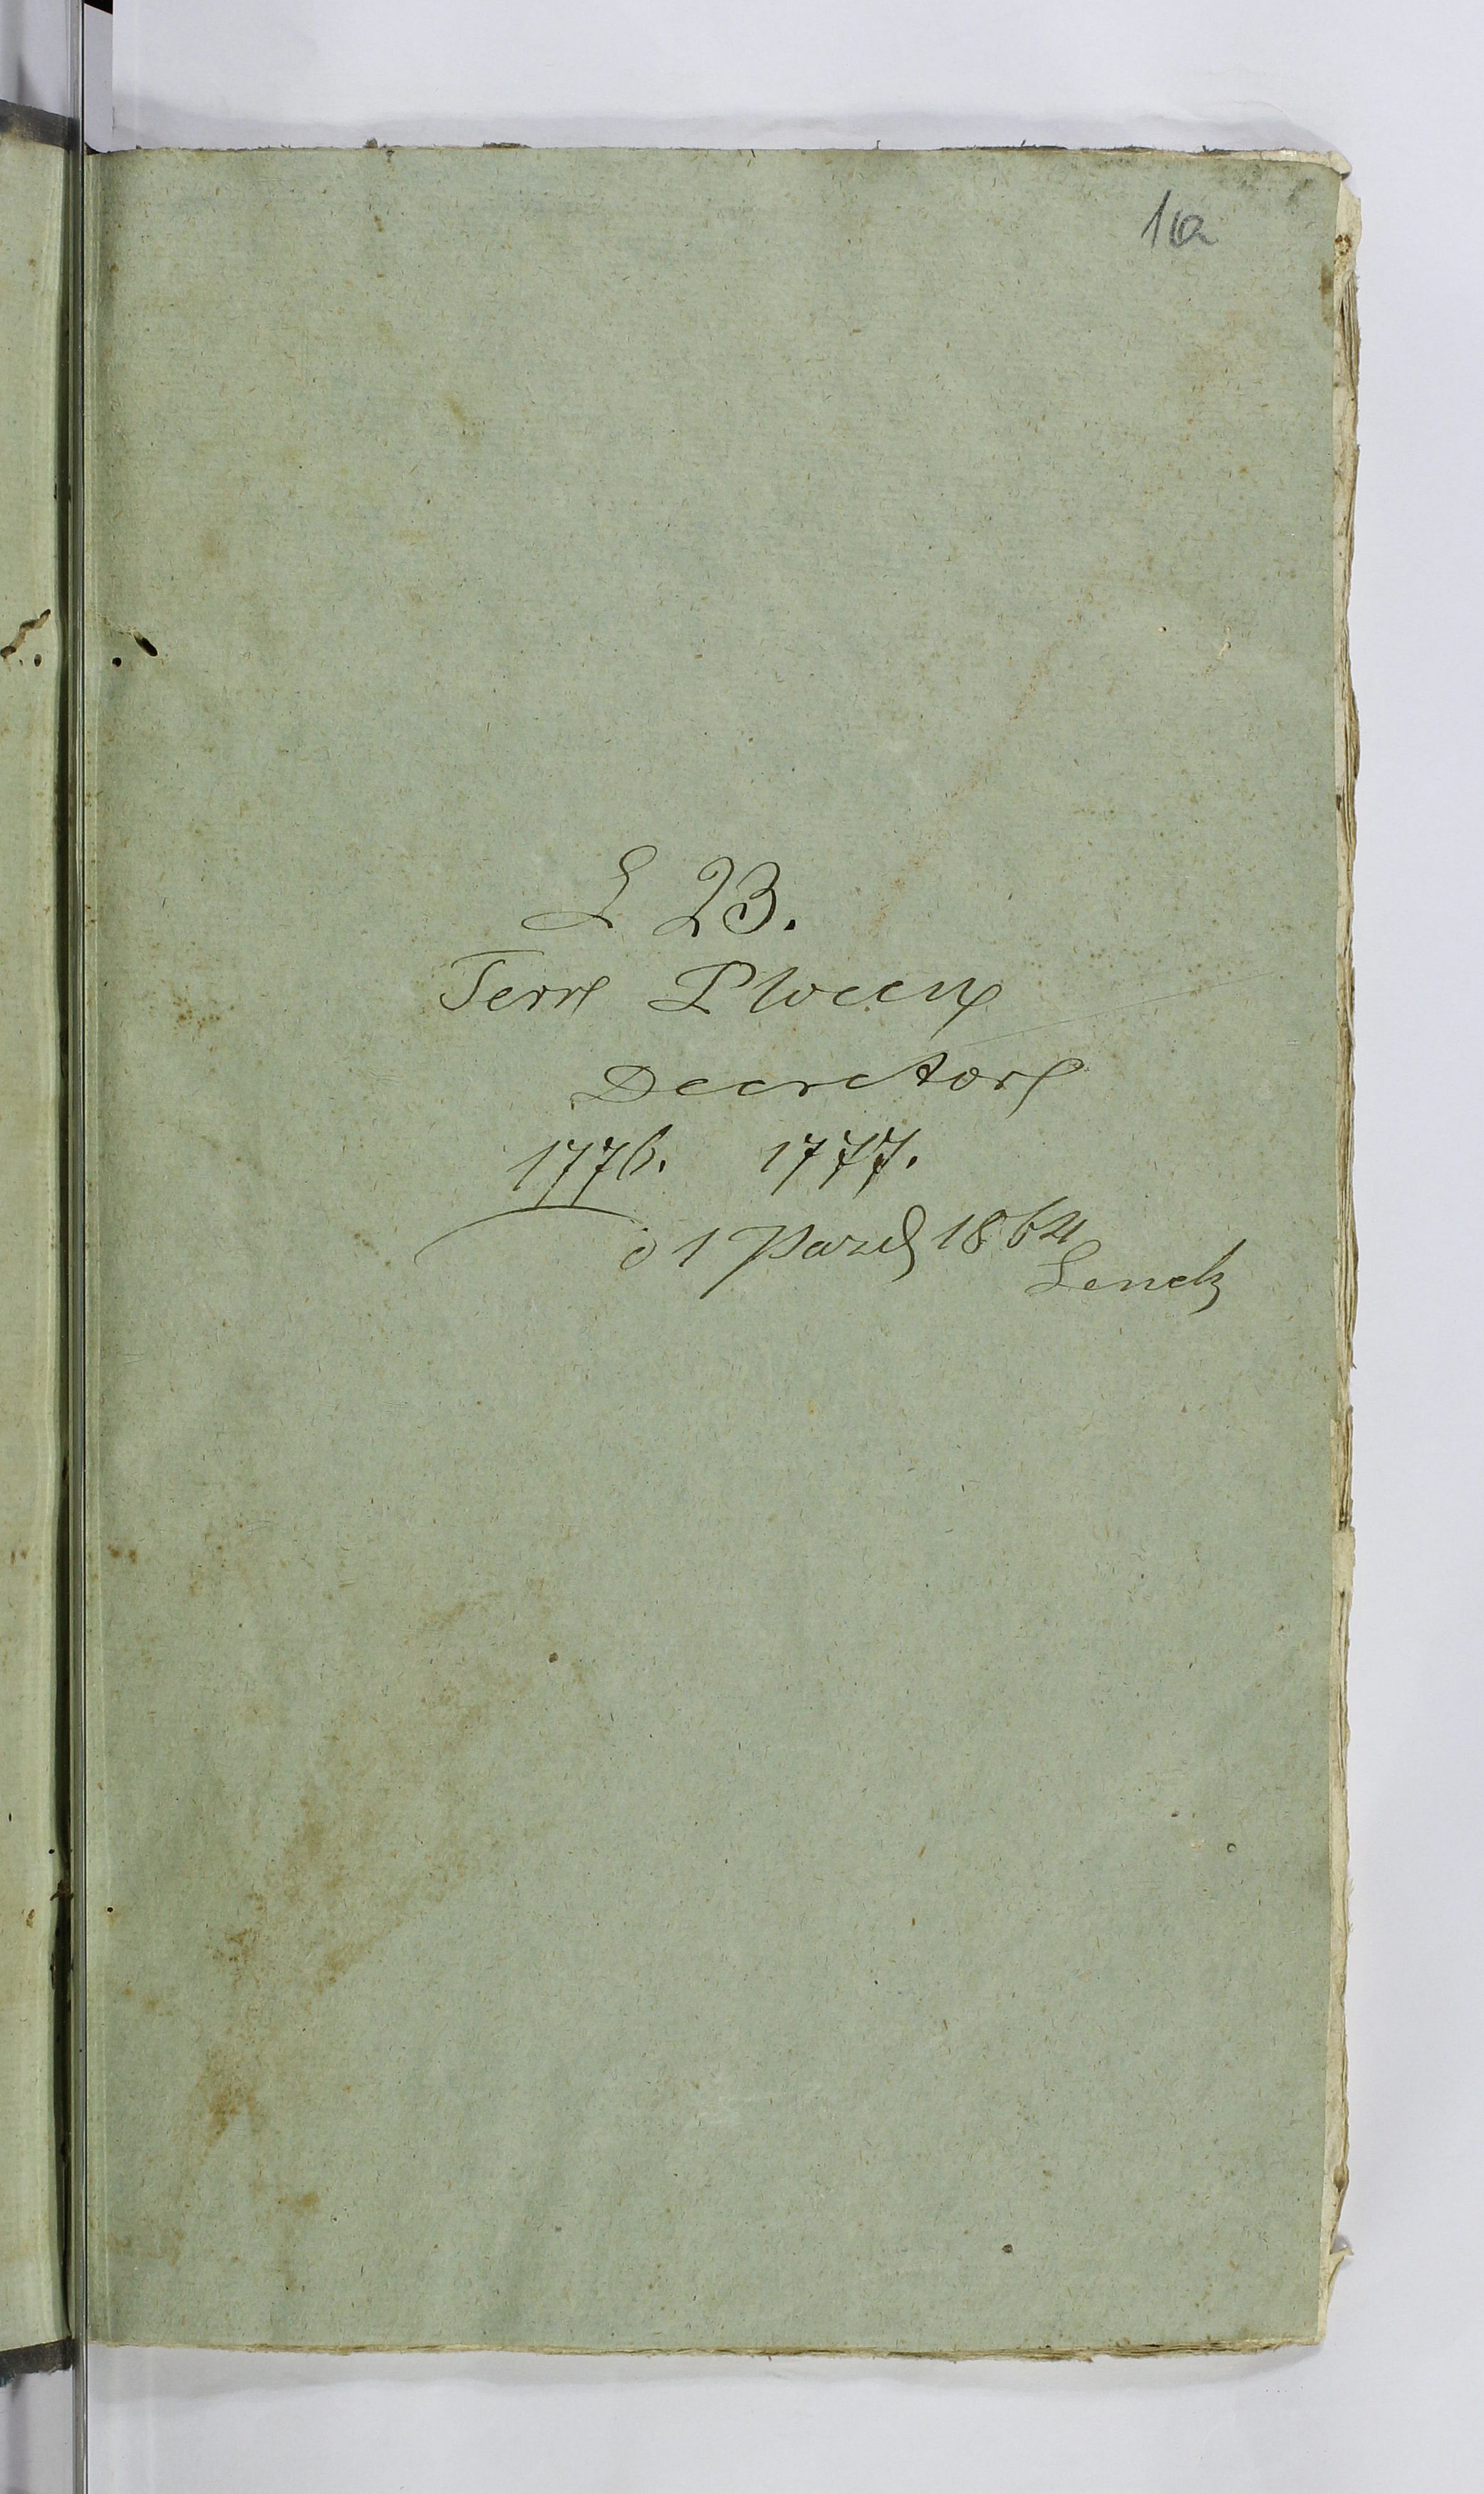 1a
L 23.
Terr Plocen
Decretor
1776. 1777.
d 1 Pazd 1864
Lenck